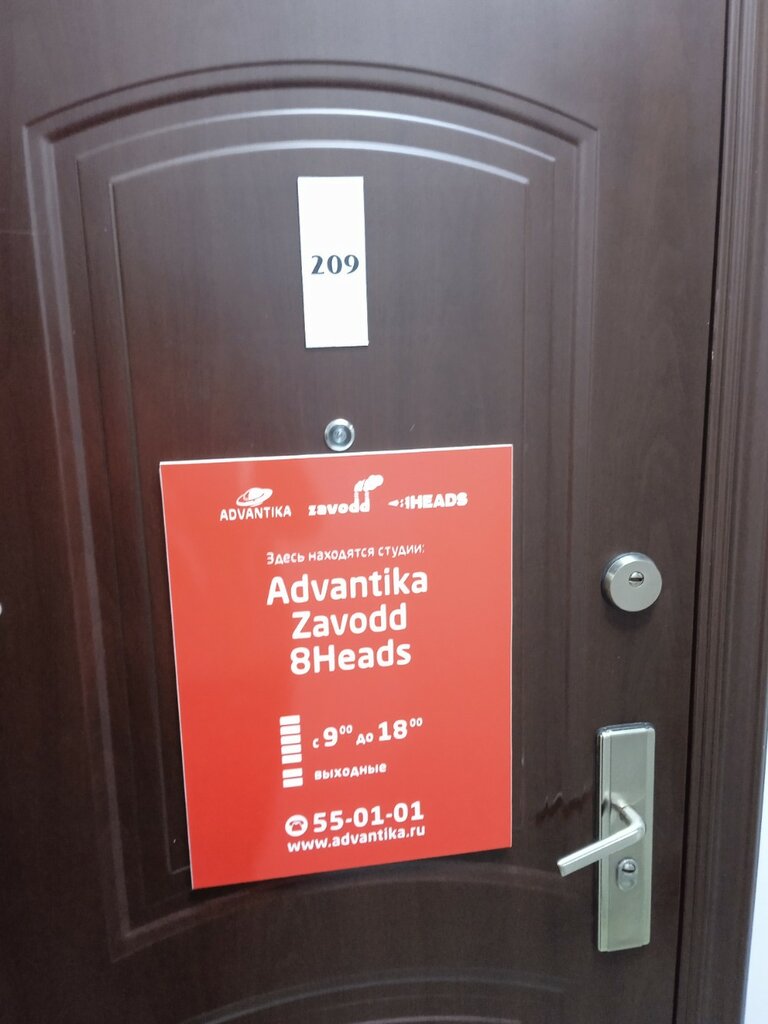 209
ADVANTIKA zavodd HEADS
Здесь находятся студии:
Advantika
Zavodd
8Heads
с 9⁰⁰ до 18⁰⁰
выходные
55-01-01
www.advantika.ru